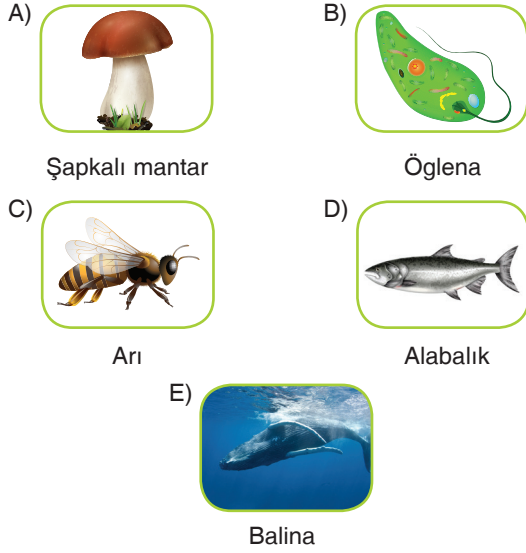 A)
Şapkalı mantar
B)
Öglena
C)
Arı
D)
Alabalık
E)
Balina